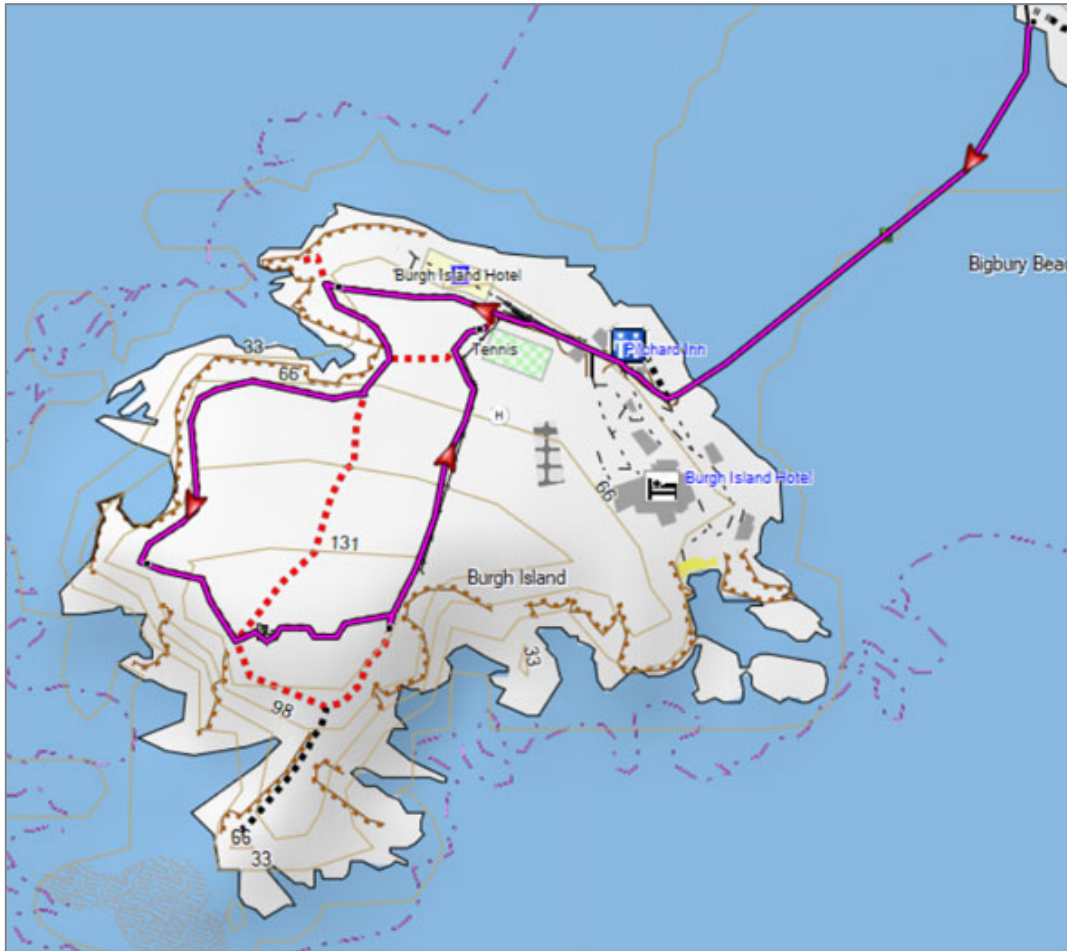 Bigbury Bea
Burgh Island Hotel
Pilchard Inn
33
Tennis
66
H
Burgh Island Hotel
66
131
Burgh Island
33
98
66
33